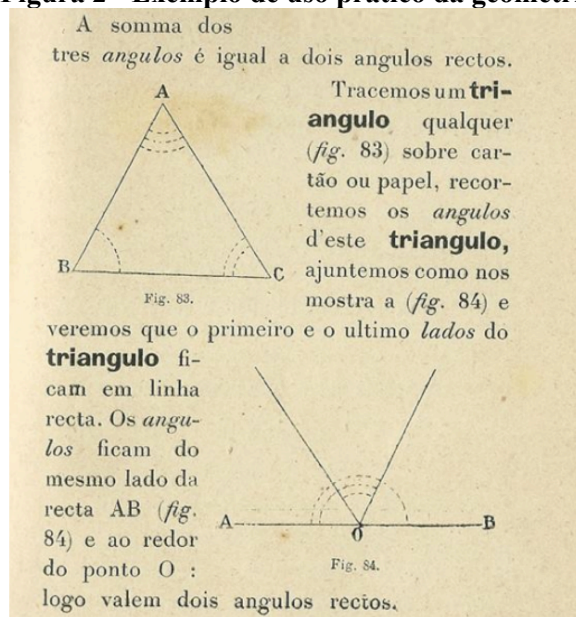 Figura 2 - Exemplo de uso prático da geometri
A somma dos
tres angulos é igual a dois angulos rectos.
Tracemos um tri-
angulo qualquer
(fig. 83) sobre car-
tão ou papel, recor-
temos os angulos
d'este triangulo,
ajuntemos como nos
mostra a (fig. 84) e
A
B
C
Fig. 83.
veremos que o primeiro e o ultimo lados do
triangulo fi-
cam em linha
recta. Os angu-
los ficam do
mesmo lado da
recta AB (fig.
84) e ao redor
do ponto O :
A
O
B
Fig. 84.
logo valem dois angulos rectos.